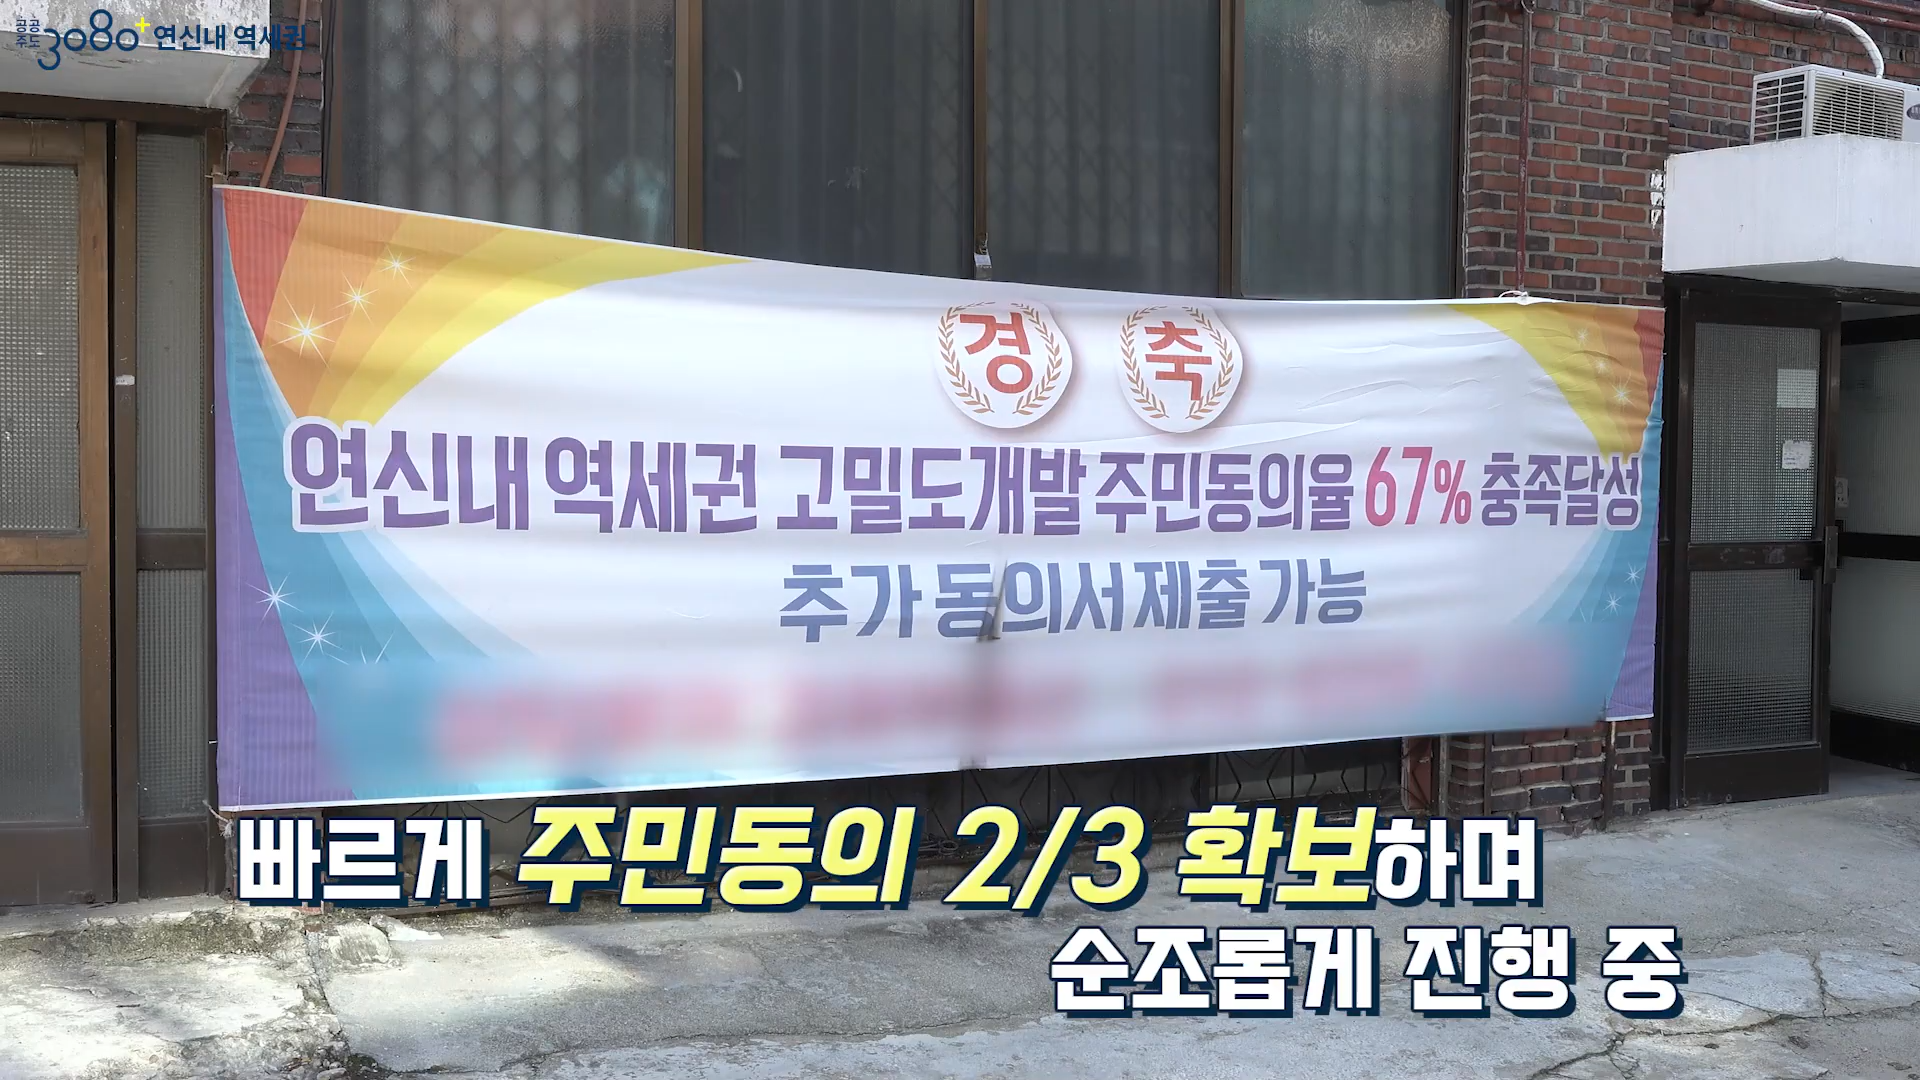 공공주도 3080+ 연신내 역세권
경 축
연신내 역세권 고밀도개발 주민동의율 67% 충족달성
추가 동의서 제출 가능
빠르게 주민동의 2/3 확보하며
순조롭게 진행 중